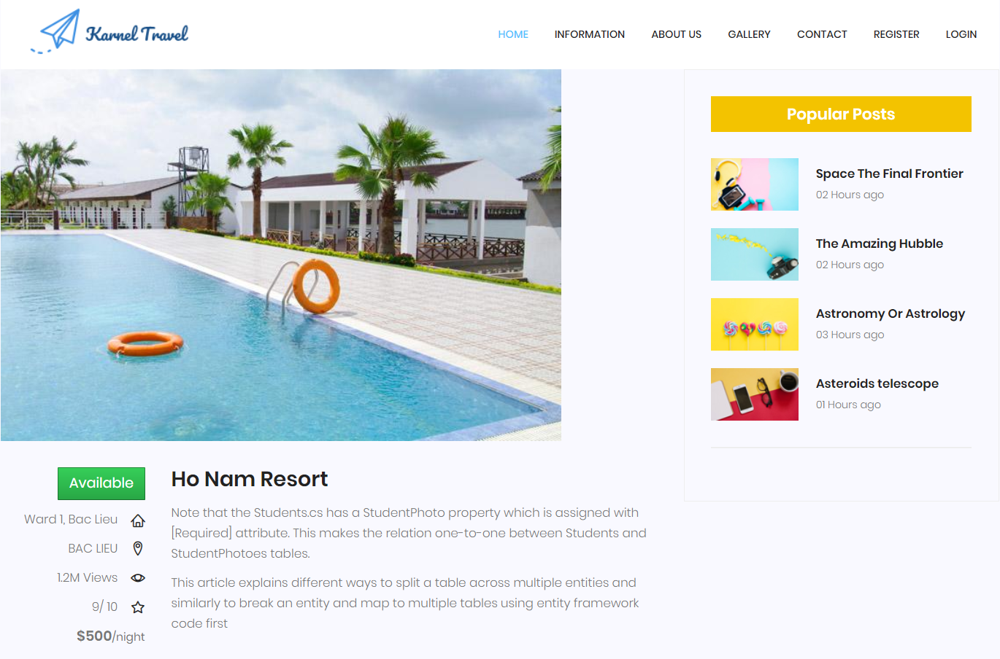 Karnel Travel
HOME INFORMATION ABOUT US GALLERY CONTACT REGISTER LOGIN
Popular Posts
Space The Final Frontier
02 Hours ago
The Amazing Hubble
02 Hours ago
Astronomy Or Astrology
03 Hours ago
Asteroids telescope
01 Hours ago
Available
Ward 1, Bac Lieu
BAC LIEU
1.2M Views
9/ 10
$500/night
Ho Nam Resort
Note that the Students.cs has a StudentPhoto property which is assigned with
[Required] attribute. This makes the relation one-to-one between Students and
StudentPhotoes tables.
This article explains different ways to split a table across multiple entities and
similarly to break an entity and map to multiple tables using entity framework
code first